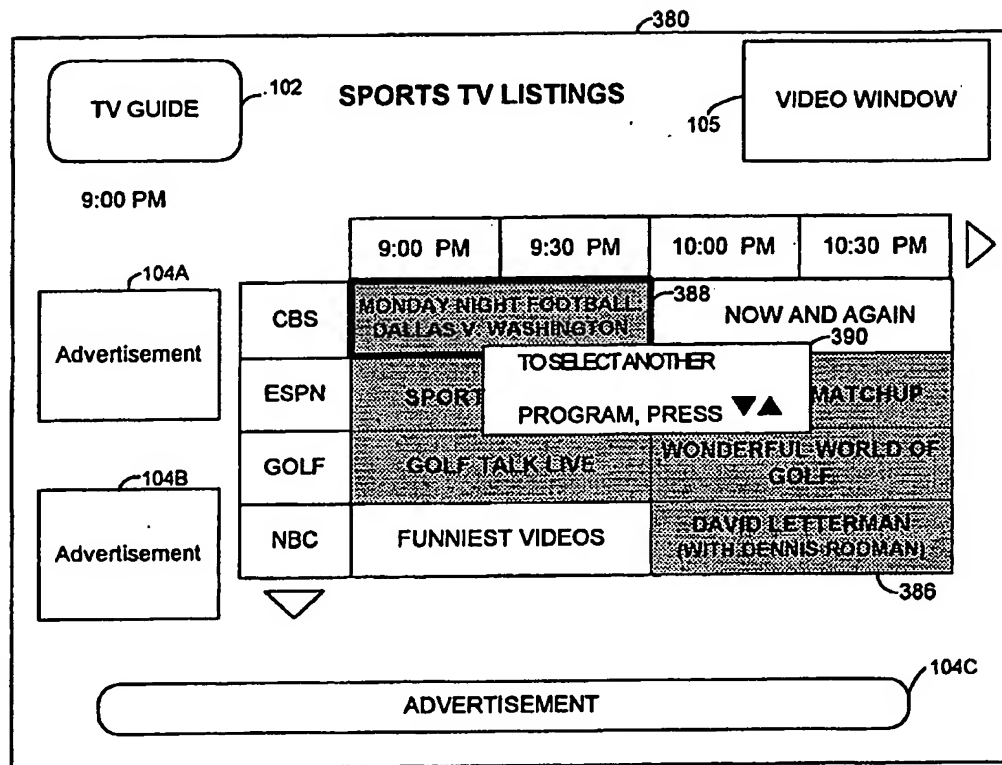 380
TV GUIDE
102
SPORTS TV LISTINGS
105
VIDEO WINDOW
9:00 PM
9:00 PM 9:30 PM 10:00 PM 10:30 PM
104A
Advertisement
CBS
MONDAY NIGHT FOOTBALL:
DALLAS V. WASHINGTON
388
NOW AND AGAIN
390
TO SELECT ANOTHER
PROGRAM, PRESS ▼▲
ESPN
SPORT
MATCHUP
GOLF
GOLF TALK LIVE
WONDERFUL WORLD OF
GOLF
104B
Advertisement
NBC
FUNNIEST VIDEOS
DAVID LETTERMAN
(WITH DENNIS RODMAN)
386
104C
ADVERTISEMENT